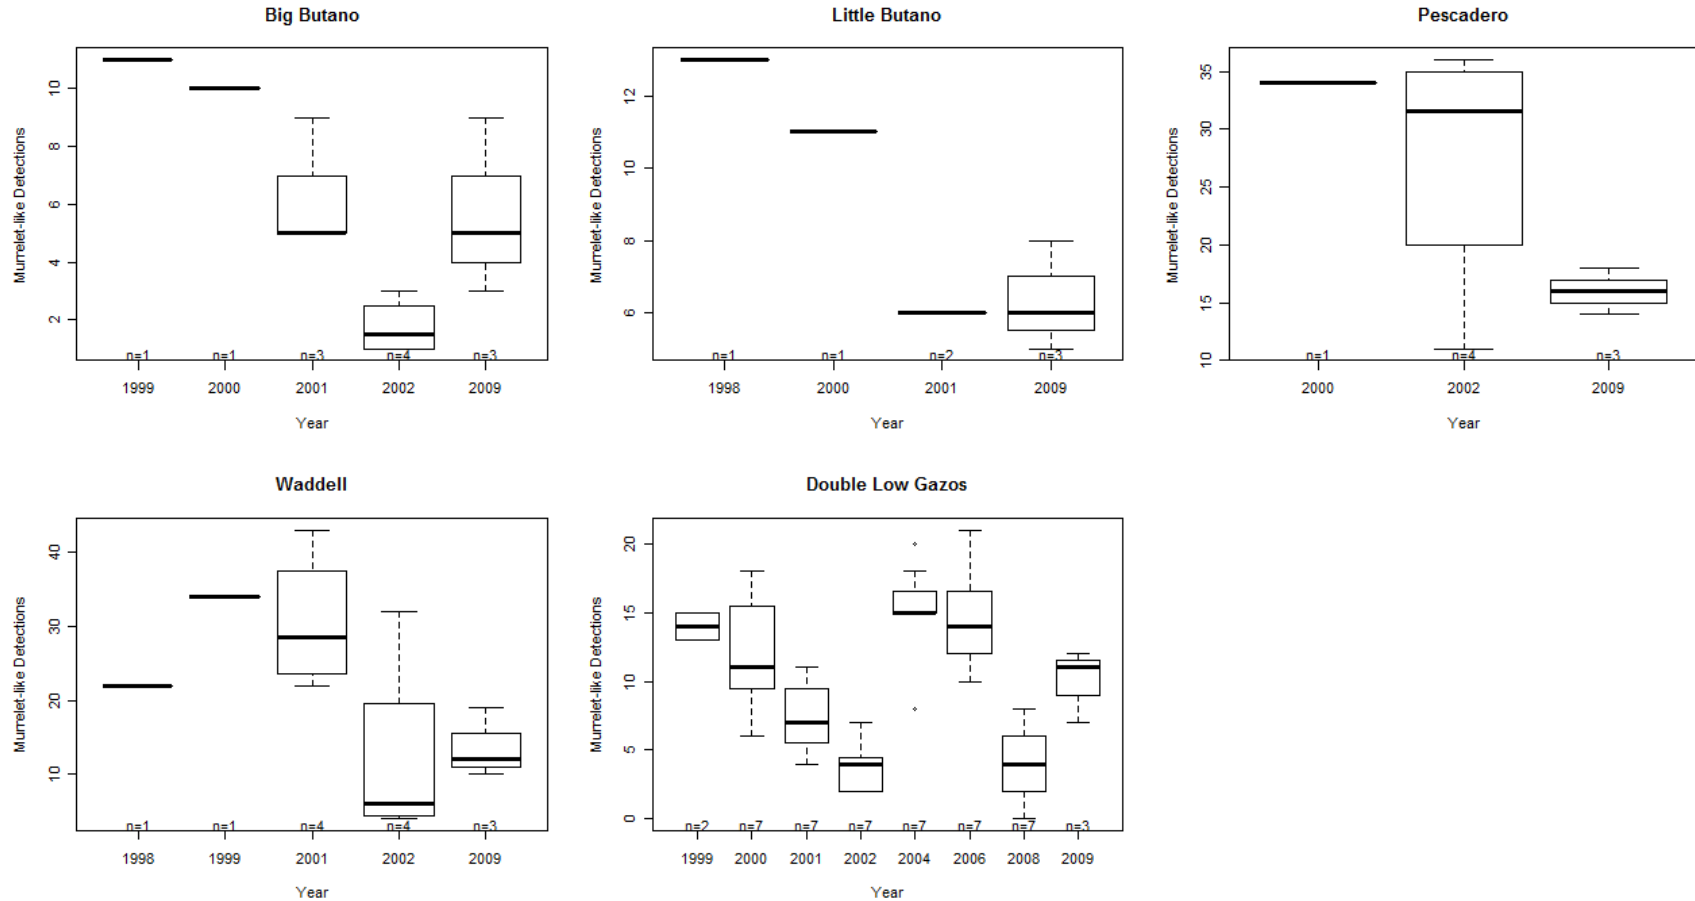 Big Butano
Murrelet-like Detections
10
8
6
4
2
n=1 n=1 n=3 n=4 n=3
1999 2000 2001 2002 2009
Year
Little Butano
Murrelet-like Detections
12
10
8
6
n=1 n=1 n=2 n=3
1998 2000 2001 2009
Year
Pescadero
Murrelet-like Detections
35
30
25
20
15
10
n=1 n=4 n=3
2000 2002 2009
Year
Waddell
Murrelet-like Detections
40
30
20
10
n=1 n=1 n=4 n=4 n=3
1998 1999 2001 2002 2009
Year
Double Low Gazos
Murrelet-like Detections
20
15
10
5
0
n=2 n=7 n=7 n=7 n=7 n=7 n=7 n=3
1999 2000 2001 2002 2004 2006 2008 2009
Year